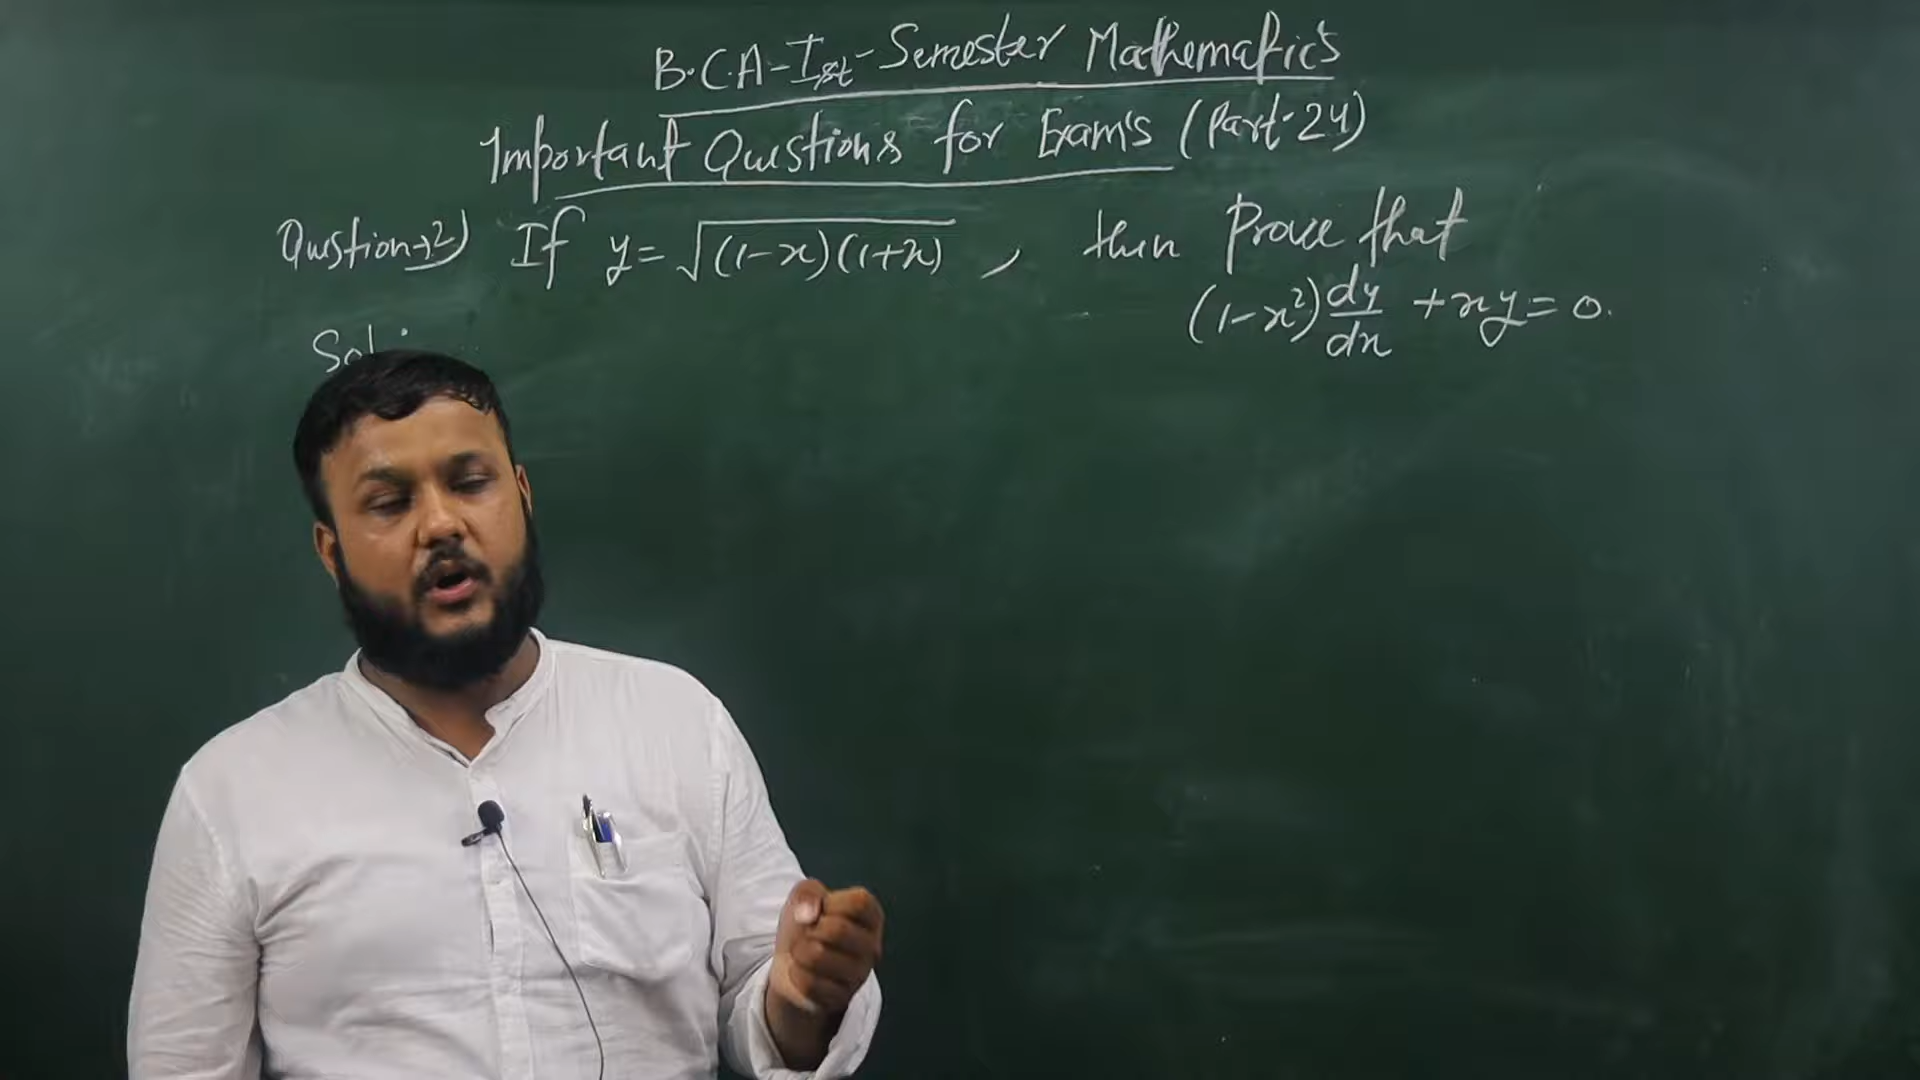 B.C.A-Ist-Semester Mathematics
Important Questions for Exam's (Part-24)
Question→2) If y=√(1-x)(1+x) , then Prove that
(1-x²)dy/dx +xy=0.
Sol